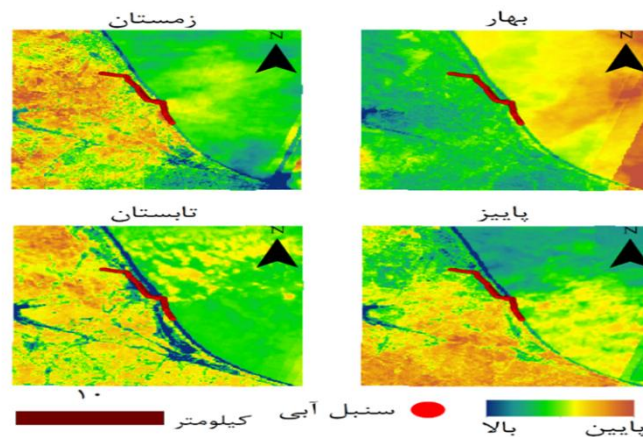 زمستان
بهار
N
N
تابستان
پاییز
N
N
۱۰
کیلومتر
سنبل آبی
بالا
پایین